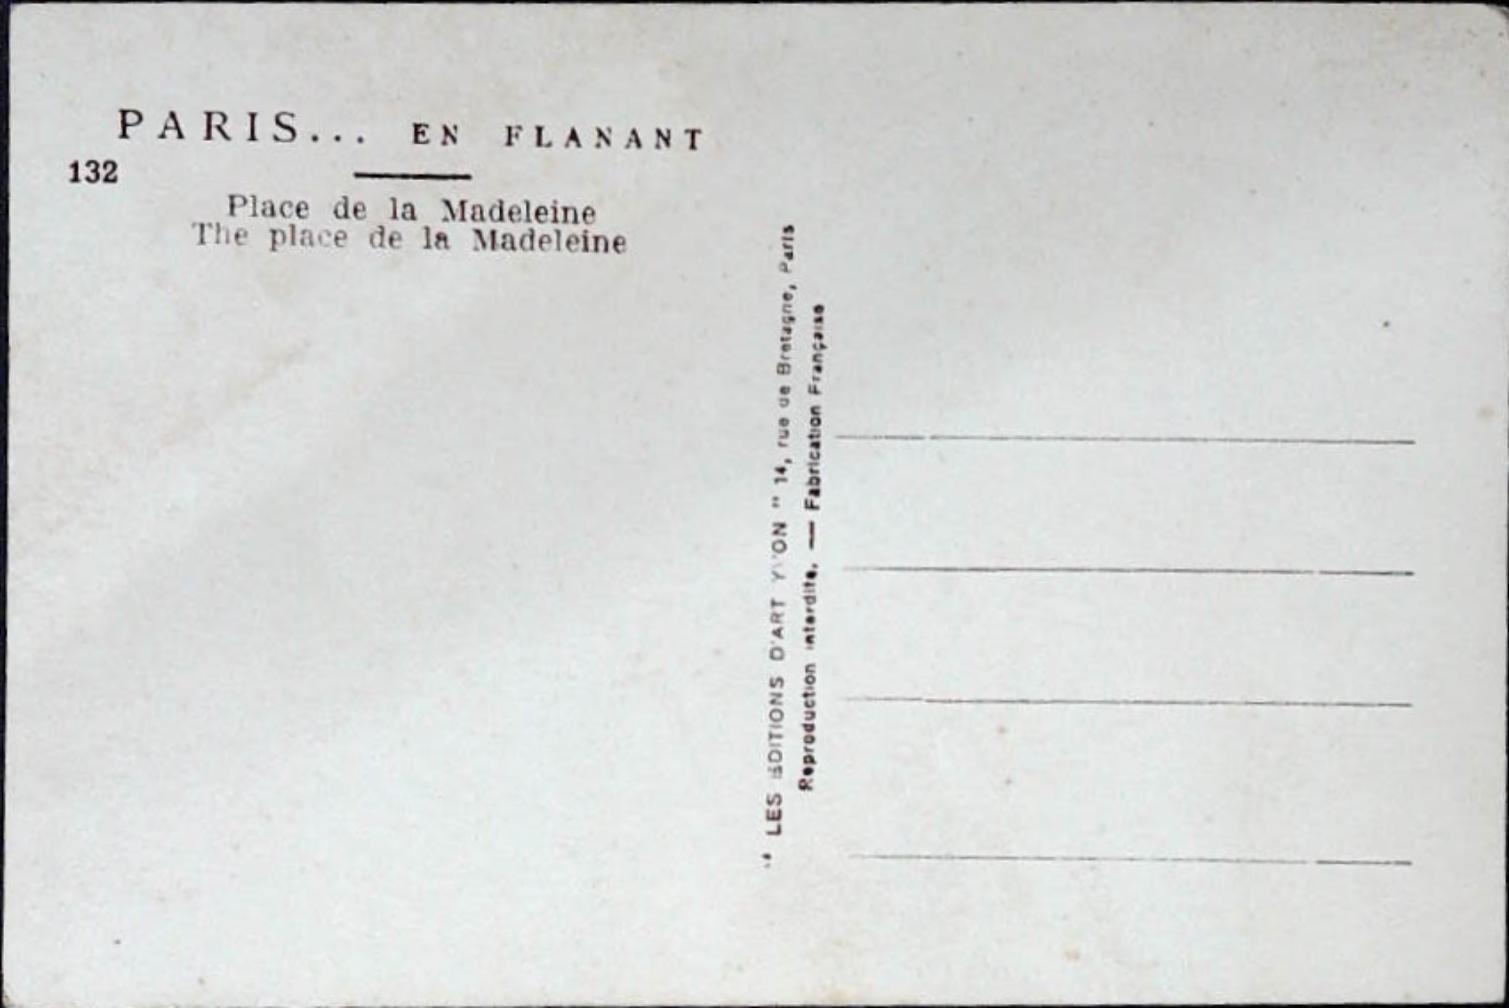 PARIS... EN FLANANT
132
Place de la Madeleine
The place de la Madeleine
" LES EDITIONS D'ART YVON " 14, rue de Bretagne, Paris
Reproduction interdite. — Fabrication Française